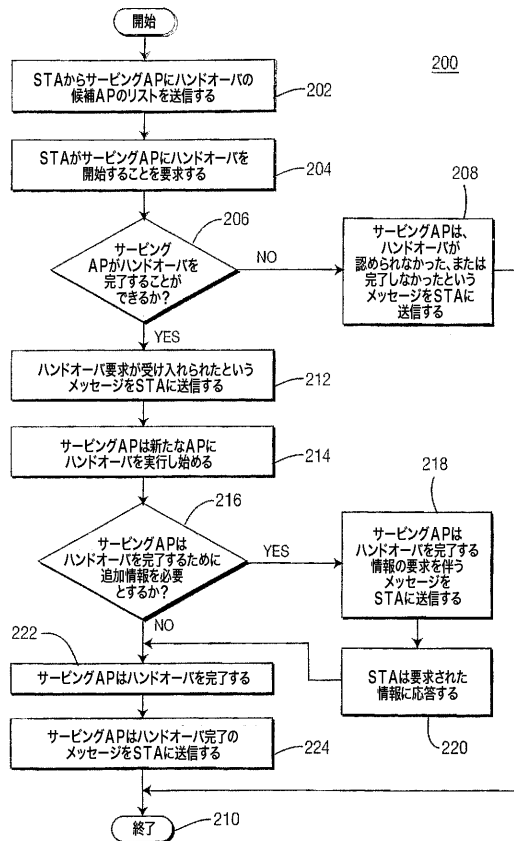 開始
200
STAからサービングAPにハンドオーバの
候補APのリストを送信する
202
STAがサービングAPにハンドオーバを
開始することを要求する
204
206
サービング
APがハンドオーバを
完了することが
できるか?
NO
YES
208
サービングAPは、
ハンドオーバが
認められなかった、または
完了しなかったという
メッセージをSTAに
送信する
ハンドオーバ要求が受け入れられたという
メッセージをSTAに送信する
212
サービングAPは新たなAPに
ハンドオーバを実行し始める
214
216
サービングAPは
ハンドオーバを完了するために
追加情報を必要
とするか?
YES
NO
218
サービングAPは
ハンドオーバを完了する
情報の要求を伴う
メッセージを
STAに送信する
STAは要求された
情報に応答する
220
222
サービングAPはハンドオーバを完了する
サービングAPはハンドオーバ完了の
メッセージをSTAに送信する
224
終了
210